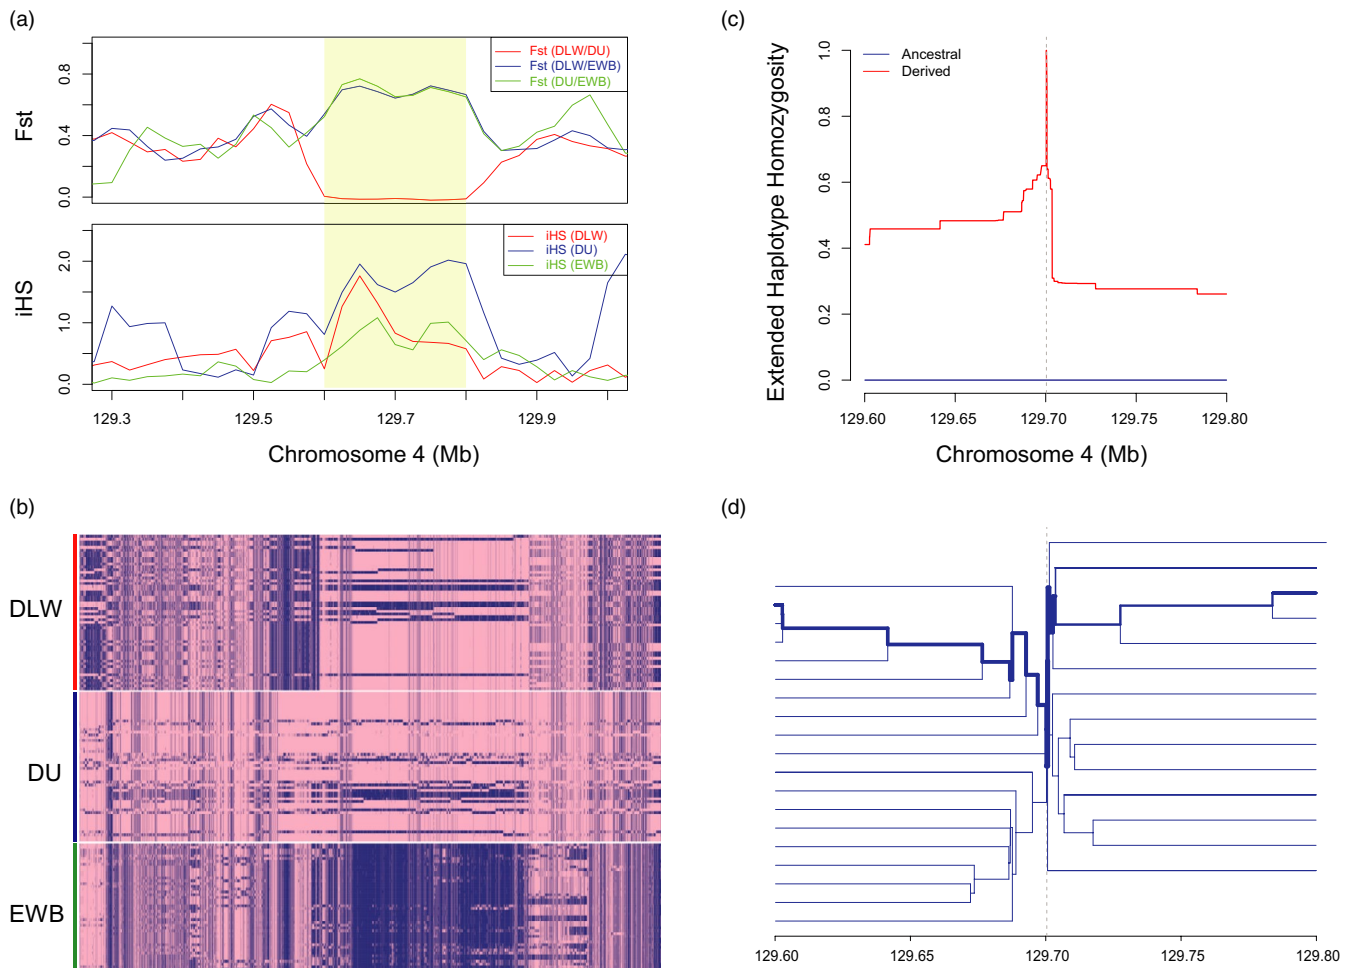 (a)
Fst
0.0
0.4
0.8
Fst (DLW/DU)
Fst (DLW/EWB)
Fst (DU/EWB)
iHS
0.0
1.0
2.0
iHS (DLW)
iHS (DU)
iHS (EWB)
129.3
129.5
129.7
129.9
Chromosome 4 (Mb)
(c)
Extended Haplotype Homozygosity
0.0
0.2
0.4
0.6
0.8
1.0
Ancestral
Derived
129.60
129.65
129.70
129.75
129.80
Chromosome 4 (Mb)
(b)
DLW
DU
EWB
(d)
129.60
129.65
129.70
129.75
129.80